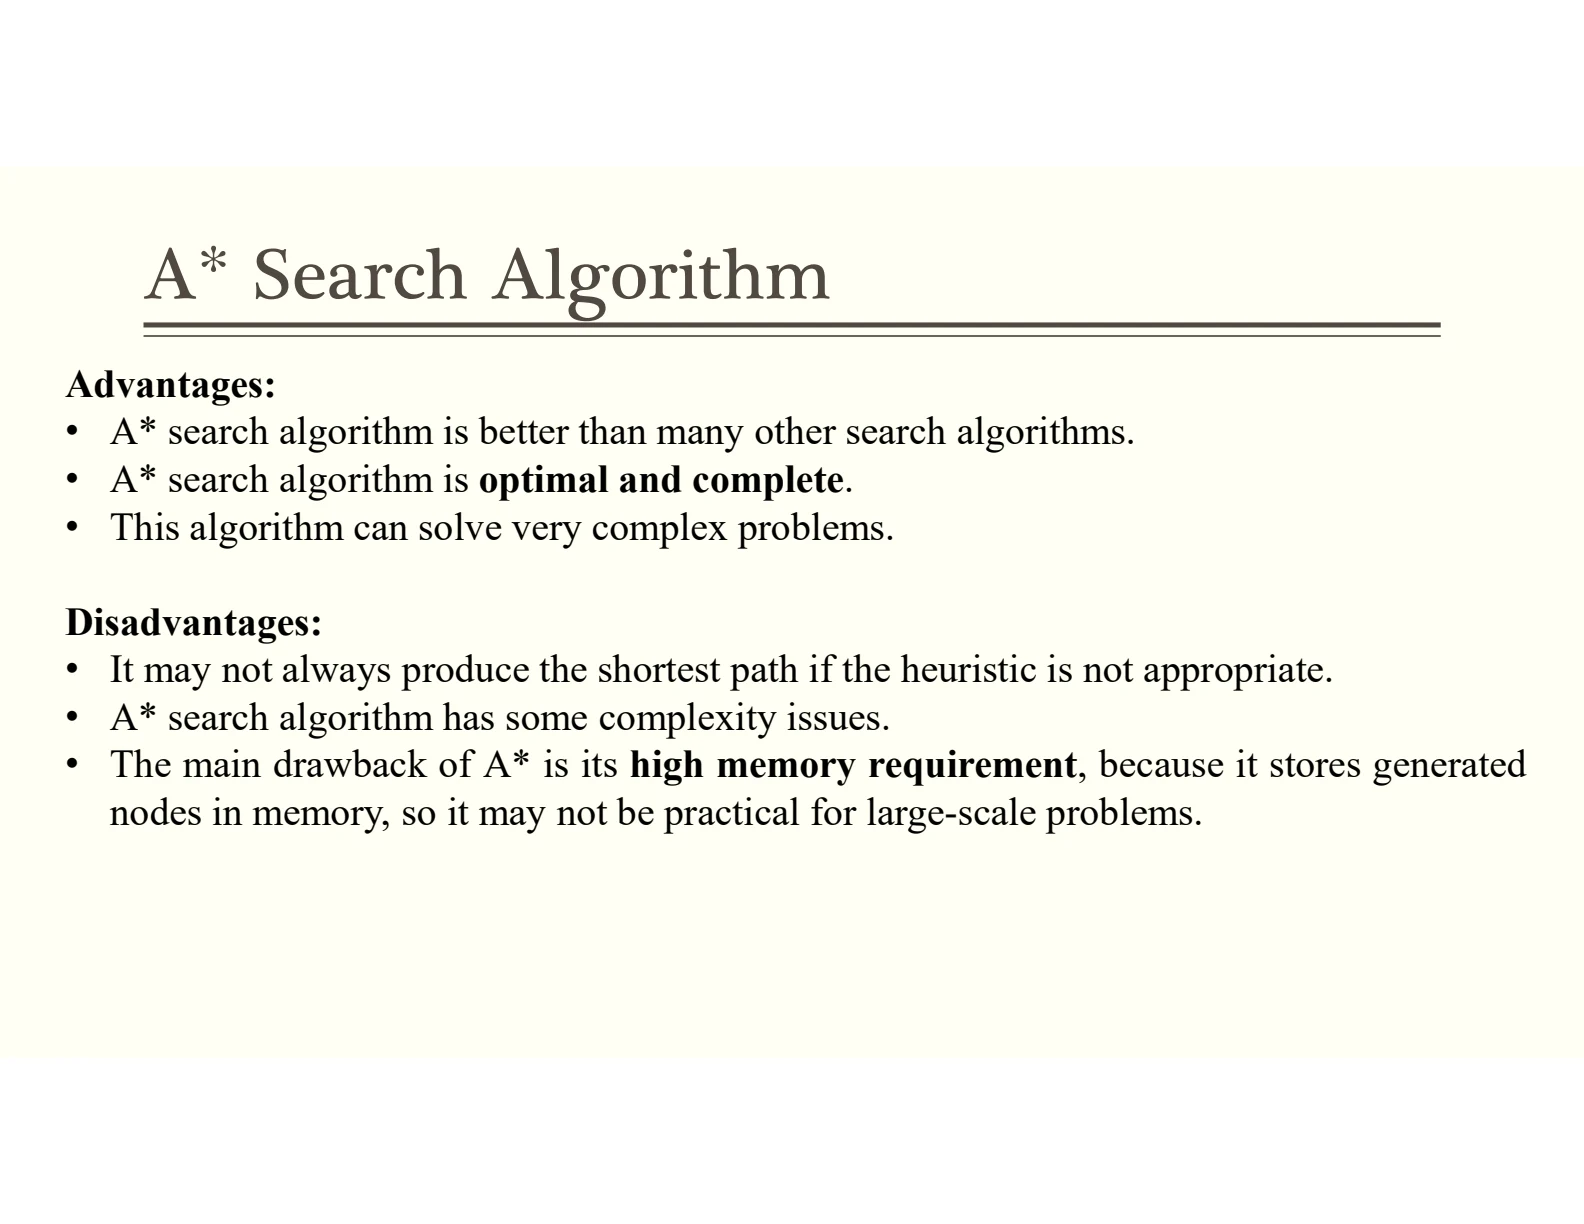 A* Search Algorithm
Advantages:
• A* search algorithm is better than many other search algorithms.
• A* search algorithm is optimal and complete.
• This algorithm can solve very complex problems.
Disadvantages:
• It may not always produce the shortest path if the heuristic is not appropriate.
• A* search algorithm has some complexity issues.
• The main drawback of A* is its high memory requirement, because it stores generated
nodes in memory, so it may not be practical for large-scale problems.